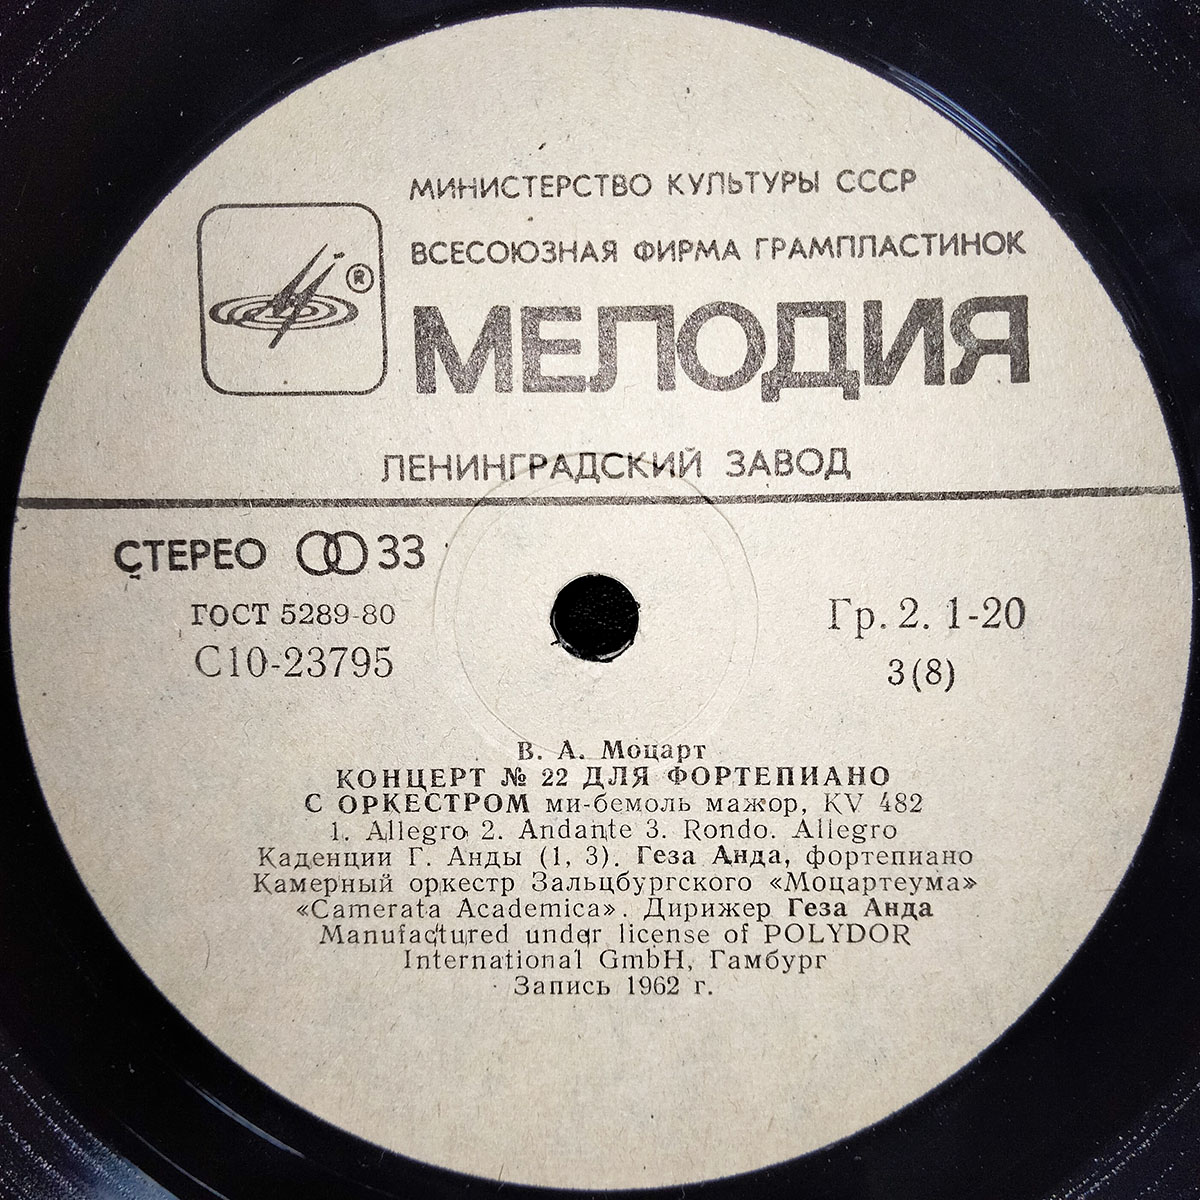 МИНИСТЕРСТВО КУЛЬТУРЫ СССР
ВСЕСОЮЗНАЯ ФИРМА ГРАМПЛАСТИНОК
®
МЕЛОДИЯ
ЛЕНИНГРАДСКИЙ ЗАВОД
СТЕРЕО 33
ГОСТ 5289-80
Гр. 2. 1-20
С10-23795
3(8)
В. А. Моцарт
КОНЦЕРТ № 22 ДЛЯ ФОРТЕПИАНО
С ОРКЕСТРОМ ми-бемоль мажор, KV 482
1. Allegro 2. Andante 3. Rondo. Allegro
Каденции Г. Анды (1, 3). Геза Анда, фортепиано
Камерный оркестр Зальцбургского «Моцартеума»
«Camerata Academica». Дирижер Геза Анда
Manufactured under license of POLYDOR
International GmbH, Гамбург
Запись 1962 г.